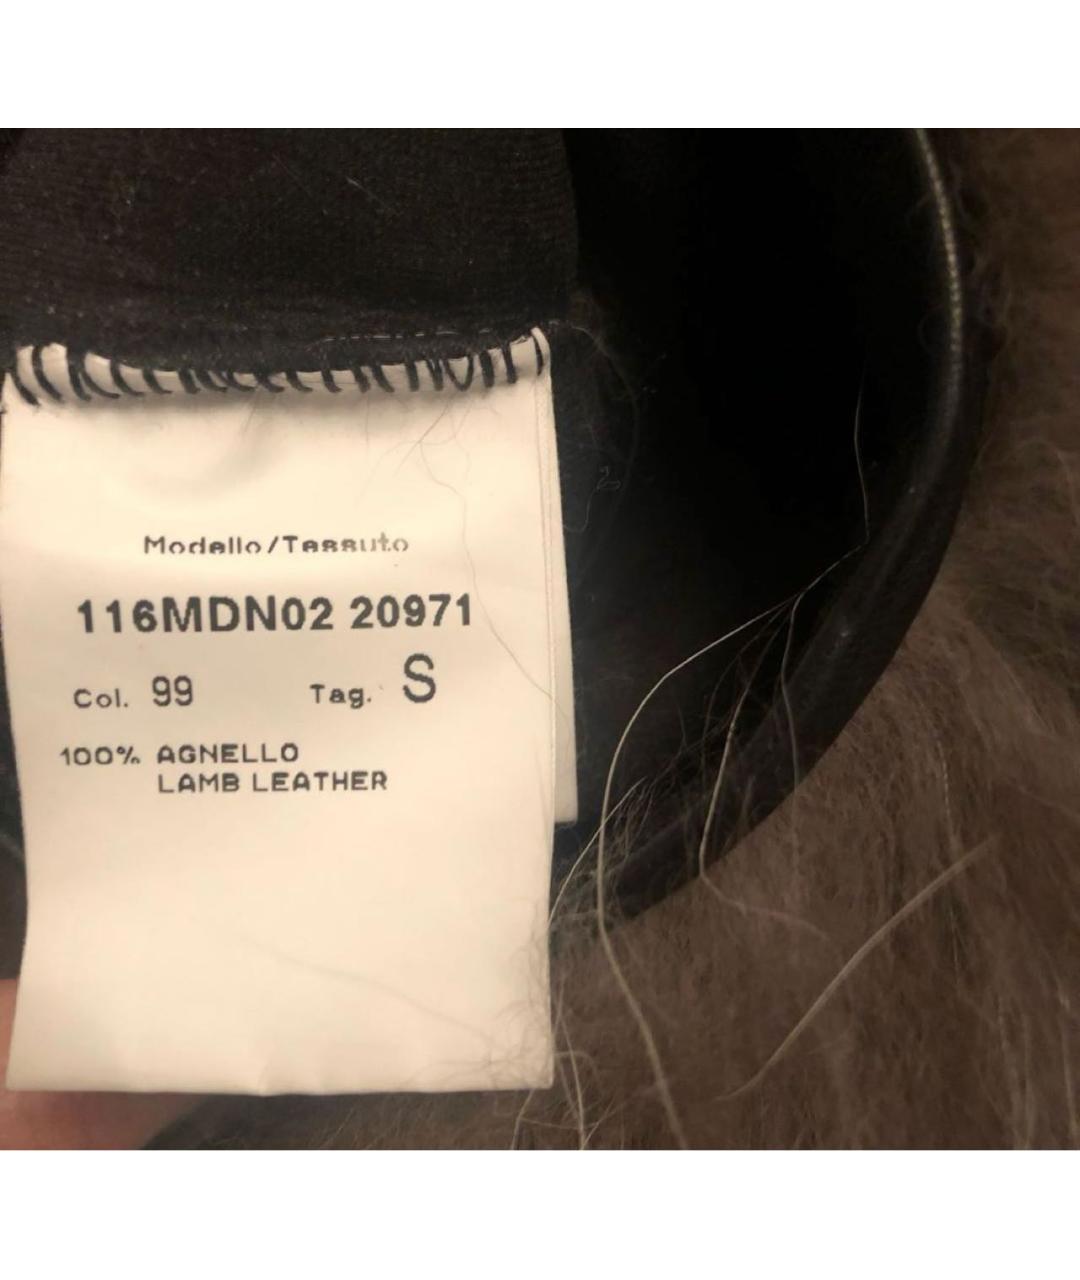 Modello/Tessuto
116MDN02 20971
Col. 99 Tag. S
100% AGNELLO
LAMB LEATHER